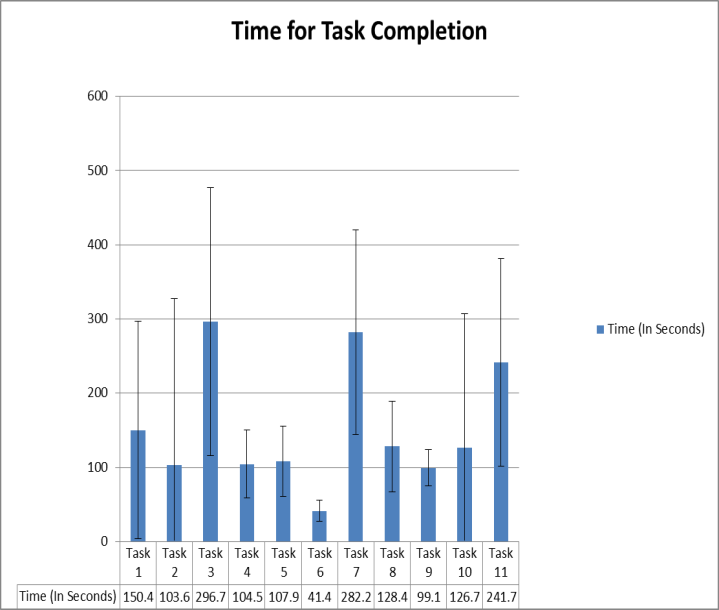 Time for Task Completion
600
500
400
300
200
100
0
Time (In Seconds)
Task 1 Task 2 Task 3 Task 4 Task 5 Task 6 Task 7 Task 8 Task 9 Task 10 Task 11
Time (In Seconds) 150.4 103.6 296.7 104.5 107.9 41.4 282.2 128.4 99.1 126.7 241.7